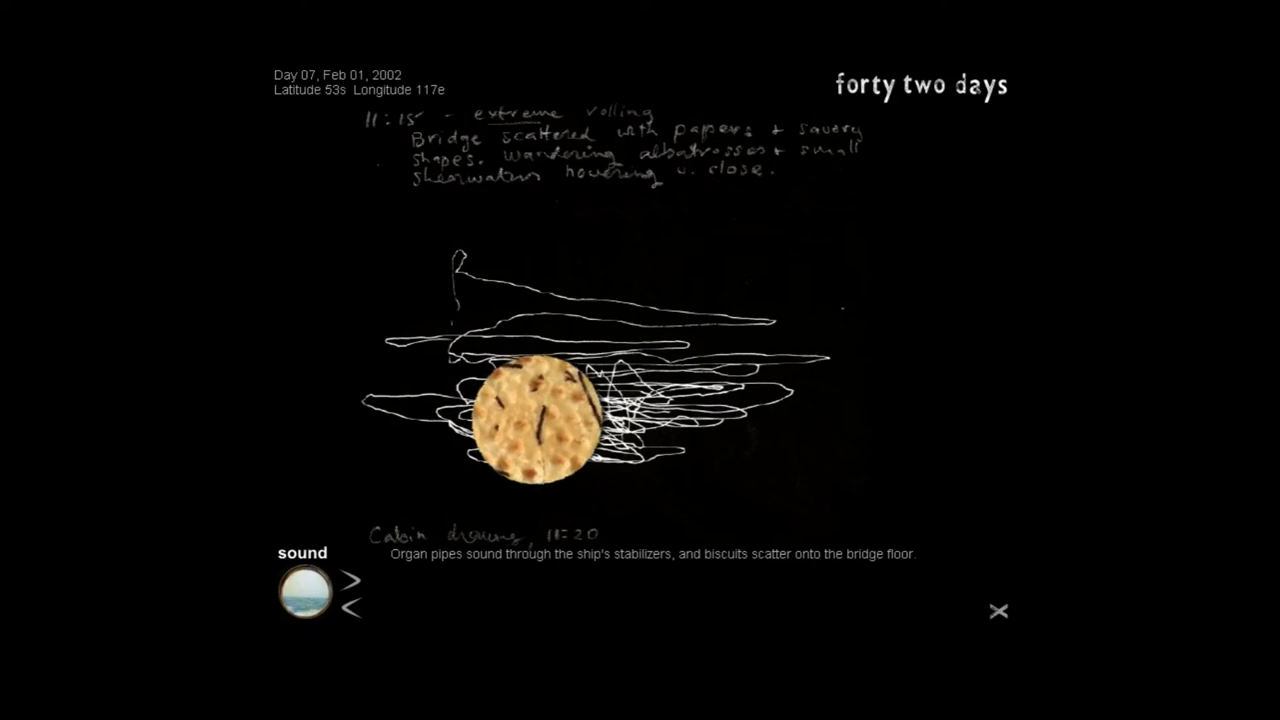 Day 07, Feb 01, 2002
Latitude 53s Longitude 117e
forty two days
11:15 - extreme rolling
Bridge scattered with papers + savory
shapes. Wandering albatrosses + small
shearwaters hovering v. close.
Cabin drawing, 11:20
sound
Organ pipes sound through the ship's stabilizers, and biscuits scatter onto the bridge floor.